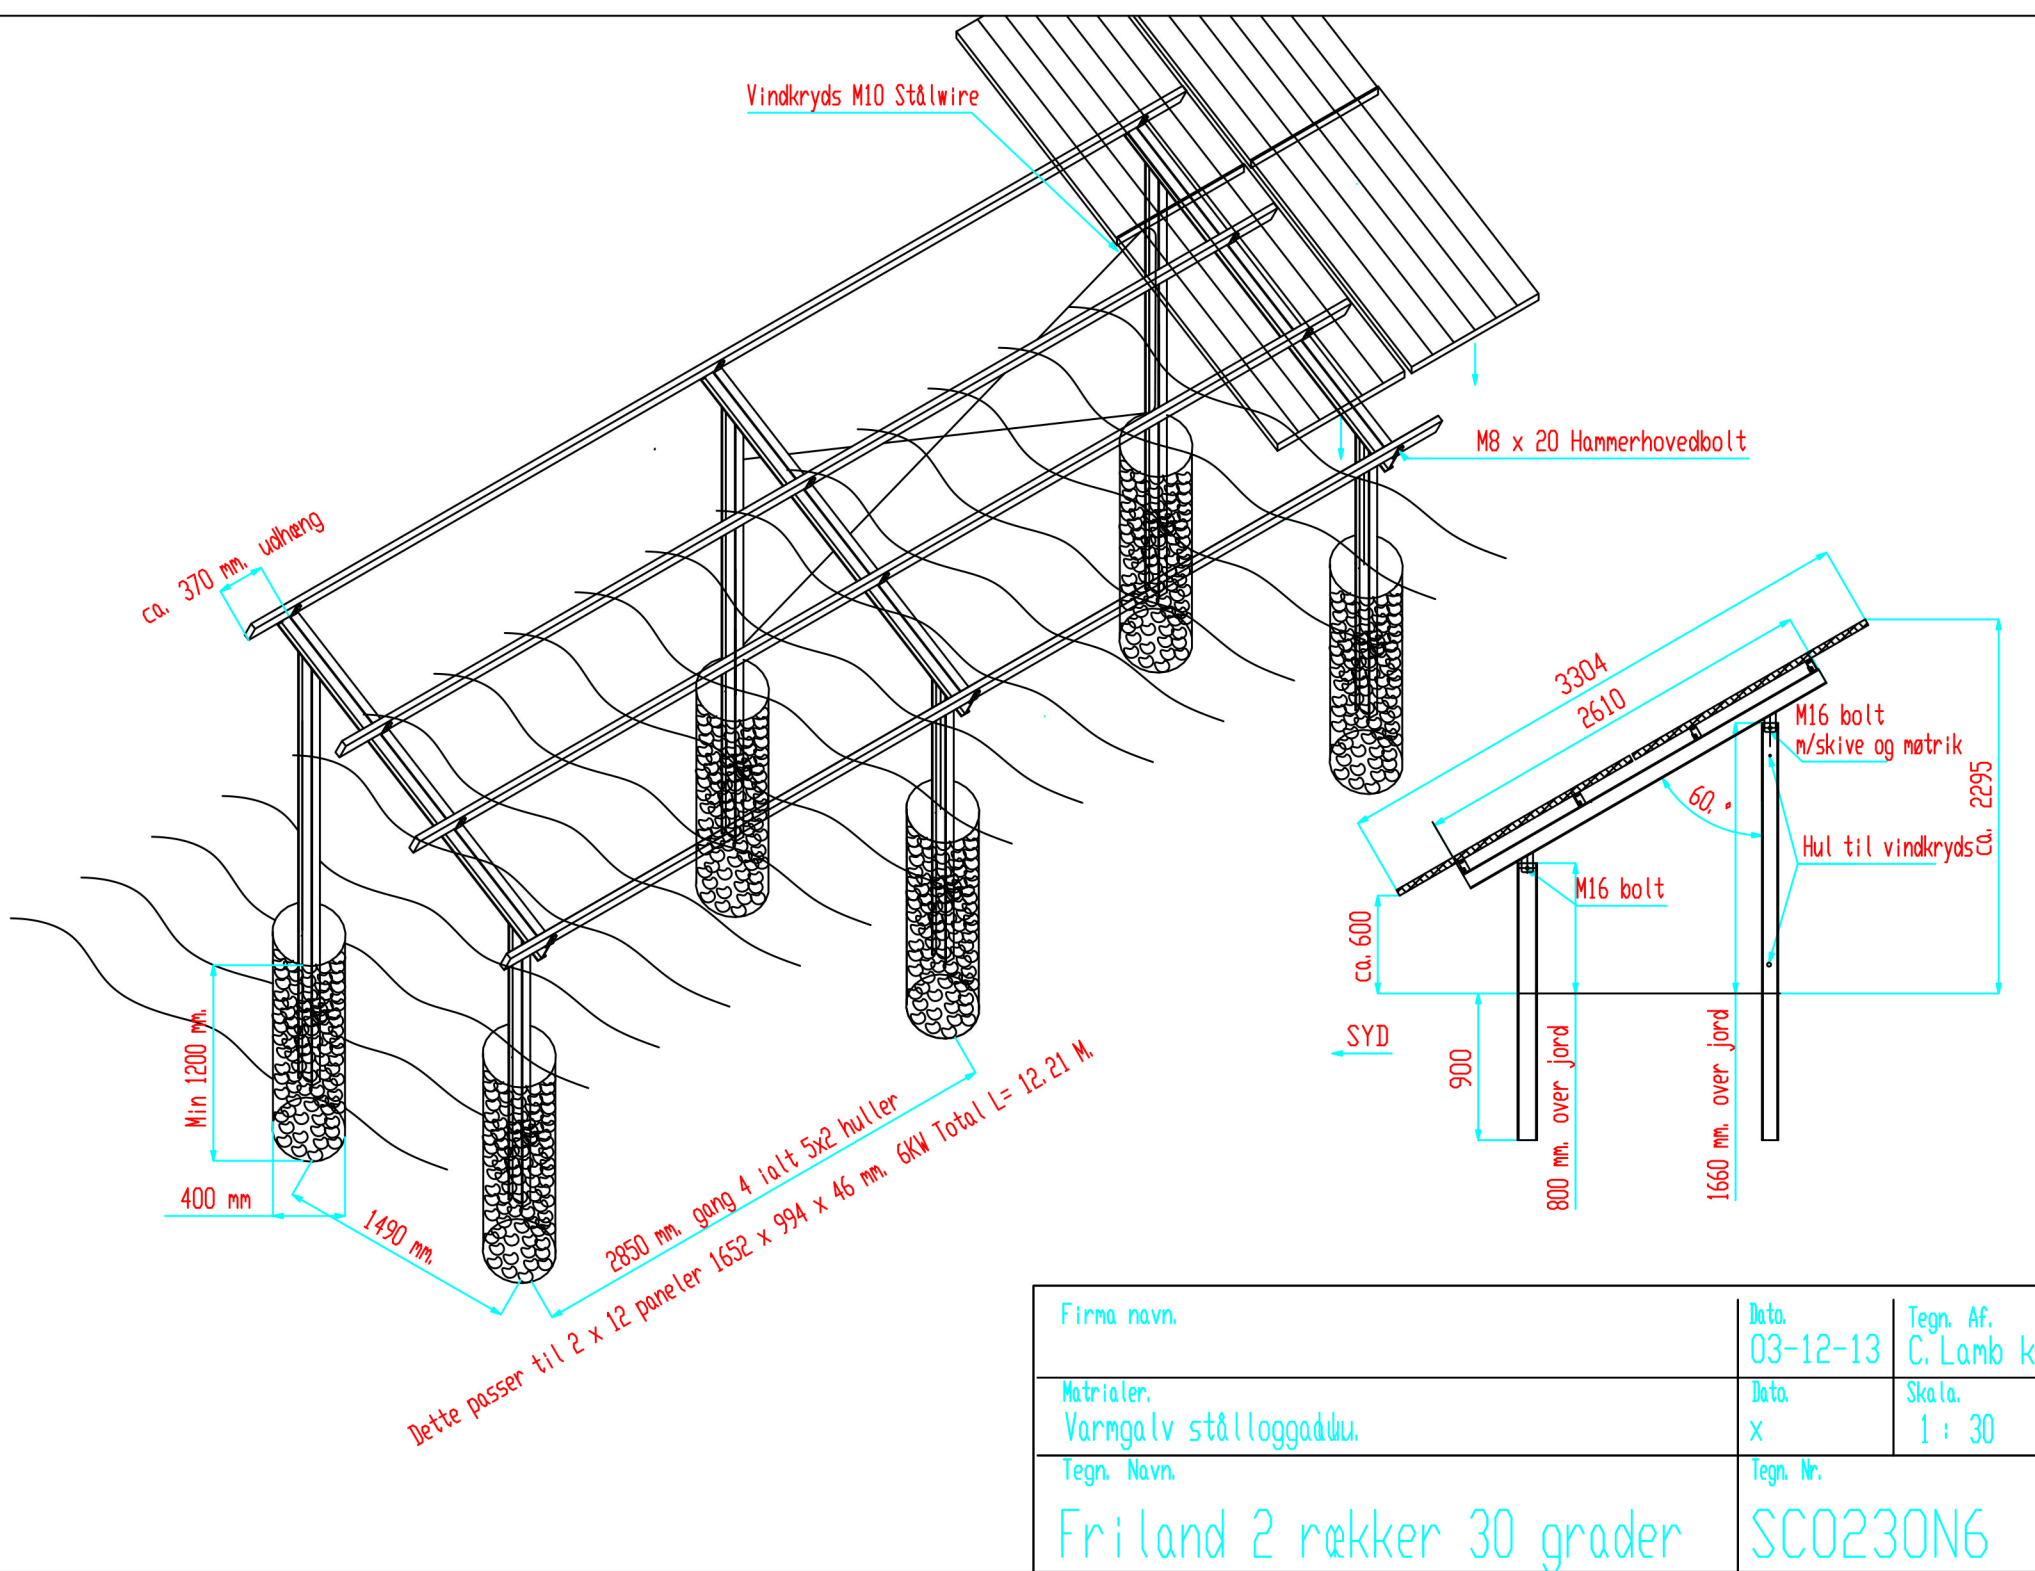 Vindkryds M10 Stålwire
M8 x 20 Hammerhovedbolt
ca. 370 mm. udhæng
3304
2610
M16 bolt
m/skive og møtrik
60.°
ca. 2295
Hul til vindkryds
M16 bolt
ca. 600
SYD
900
800 mm. over jord
1660 mm. over jord
Min 1200 mm.
400 mm
1490 mm.
2850 mm. gang 4 ialt 5x2 huller
Dette passer til 2 x 12 paneler 1652 x 994 x 46 mm. 6KW Total L= 12.21 M.
Firma navn.
Dato.
03-12-13
Tegn. Af.
C. Lamb k
Matrialer.
Varmgalv
Dato.
x
Skala.
1 : 30
Tegn. Navn.
Friland 2 rækker 30 grader
Tegn. Nr.
SC0230N6